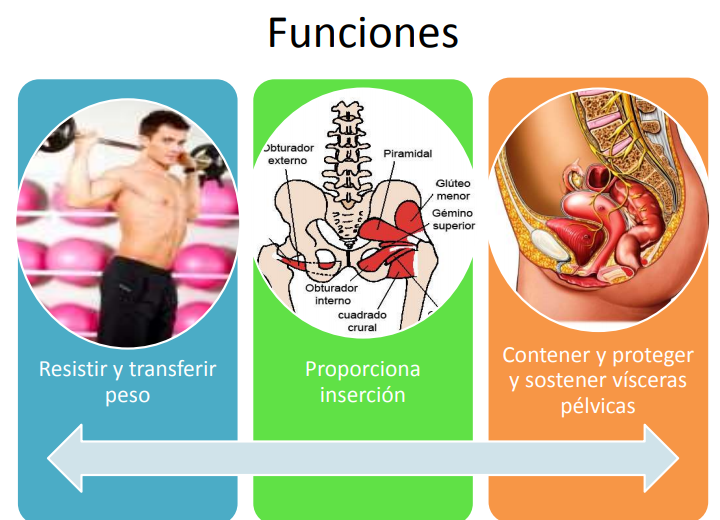 Funciones
Obturador
externo
Piramidal
Glúteo
menor
Gémino
superior
Obturador
interno
cuadrado
crural
Resistir y transferir
peso
Proporciona
inserción
Contener y proteger
y sostener vísceras
pélvicas